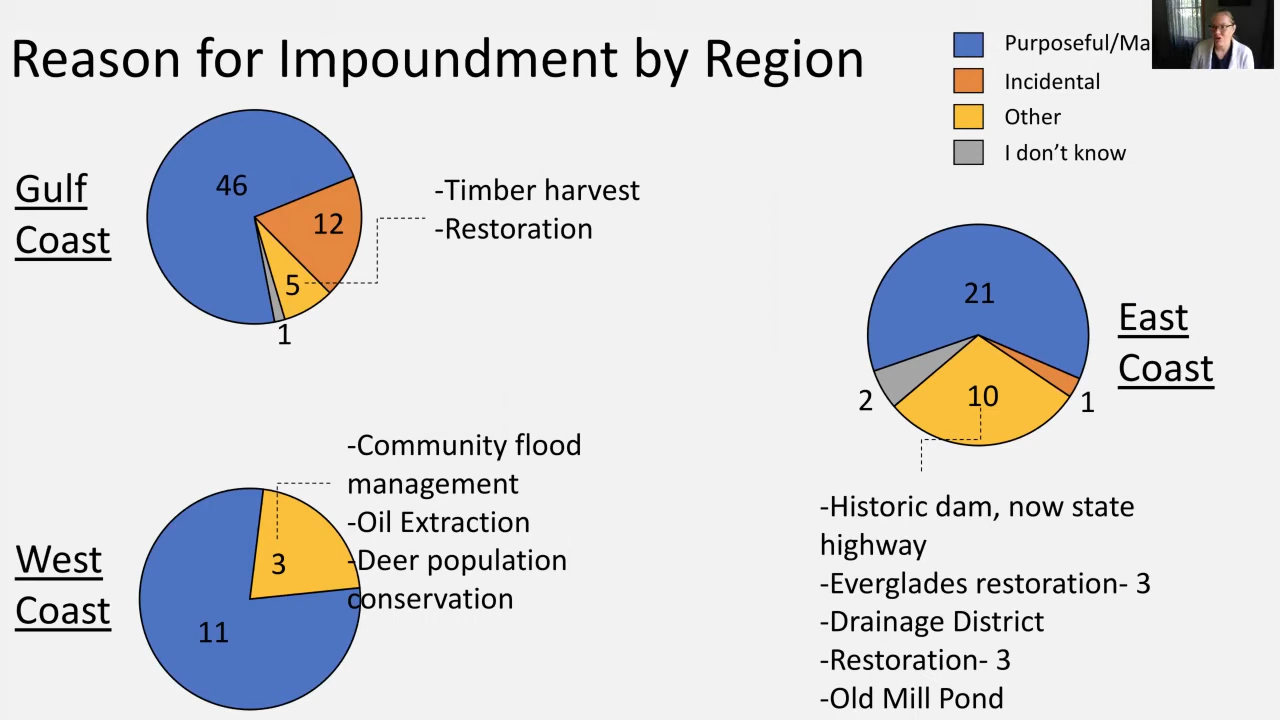 Reason for Impoundment by Region
Purposeful/Ma
Incidental
Other
I don't know
Gulf
Coast
46
12
5
1
-Timber harvest
-Restoration
East
Coast
21
1
10
2
-Historic dam, now state
highway
-Everglades restoration- 3
-Drainage District
-Restoration- 3
-Old Mill Pond
West
Coast
3
11
-Community flood
management
-Oil Extraction
-Deer population
conservation